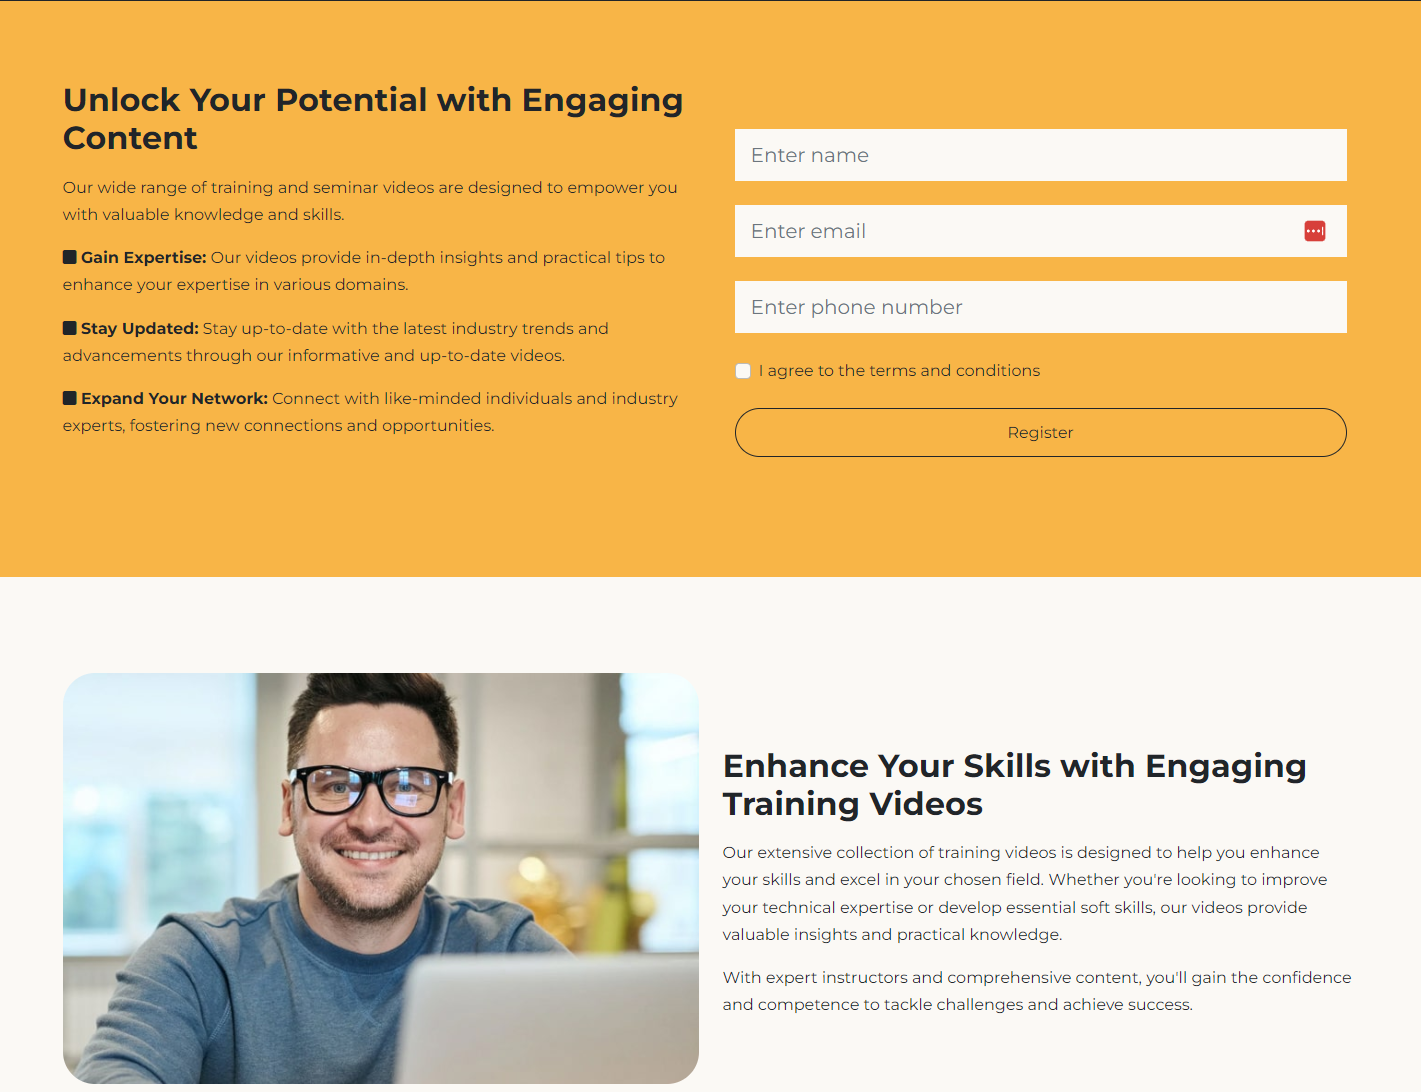 Unlock Your Potential with Engaging
Content
Our wide range of training and seminar videos are designed to empower you
with valuable knowledge and skills.
Gain Expertise: Our videos provide in-depth insights and practical tips to
enhance your expertise in various domains.
Stay Updated: Stay up-to-date with the latest industry trends and
advancements through our informative and up-to-date videos.
Expand Your Network: Connect with like-minded individuals and industry
experts, fostering new connections and opportunities.
Enter name
Enter email
Enter phone number
I agree to the terms and conditions
Register
Enhance Your Skills with Engaging
Training Videos
Our extensive collection of training videos is designed to help you enhance
your skills and excel in your chosen field. Whether you're looking to improve
your technical expertise or develop essential soft skills, our videos provide
valuable insights and practical knowledge.
With expert instructors and comprehensive content, you'll gain the confidence
and competence to tackle challenges and achieve success.